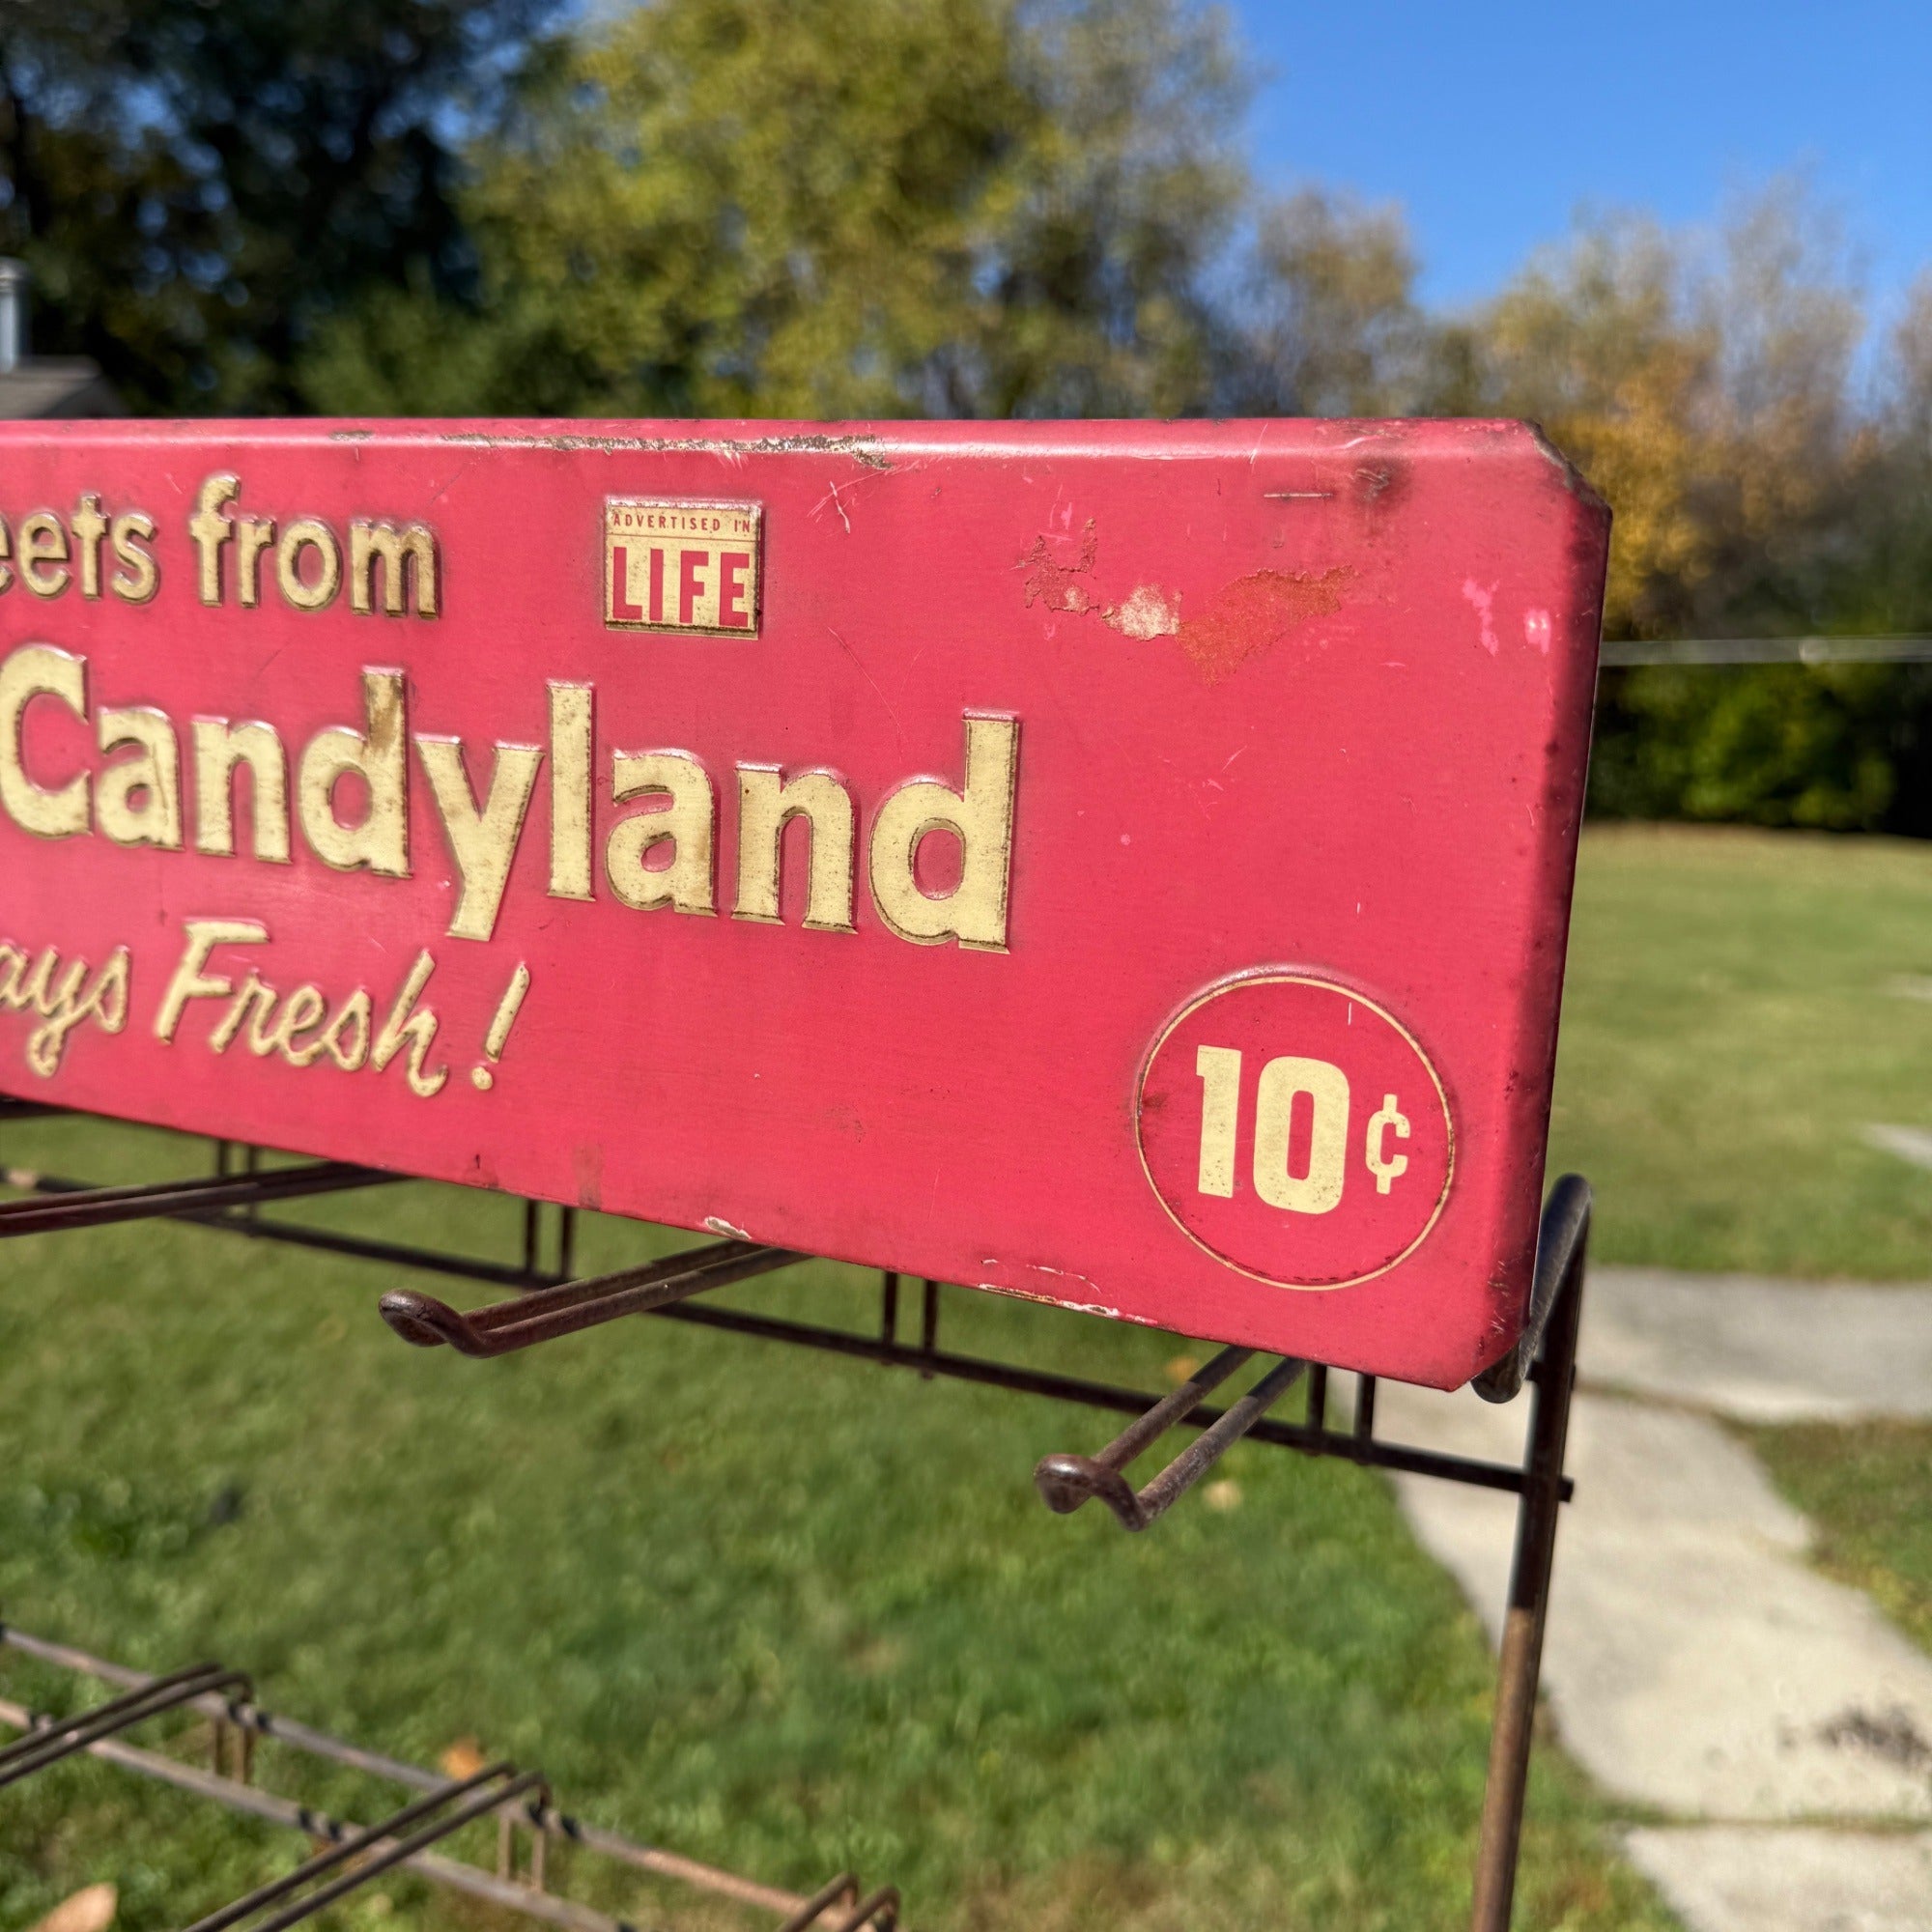 eets from
ADVERTISED IN
LIFE
Candyland
ays Fresh!
10¢